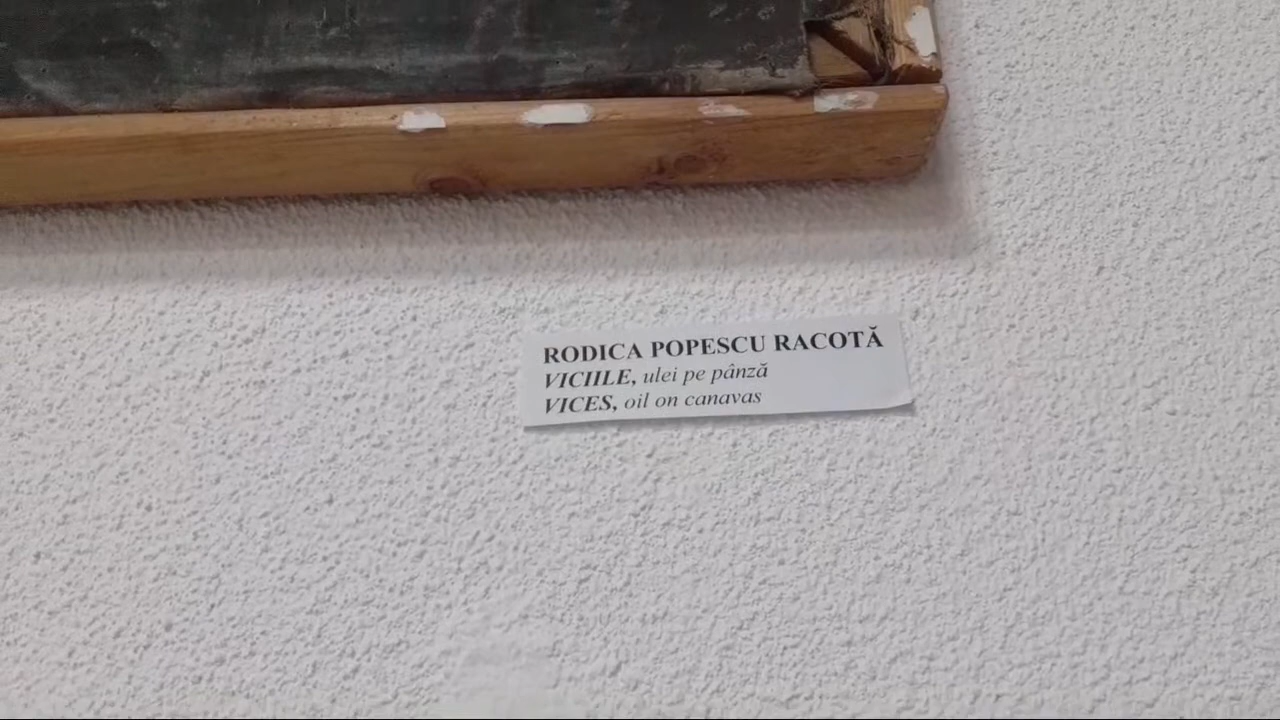 RODICA POPESCU RACOTĂ
VICIILE, ulei pe pânză
VICES, oil on canavas